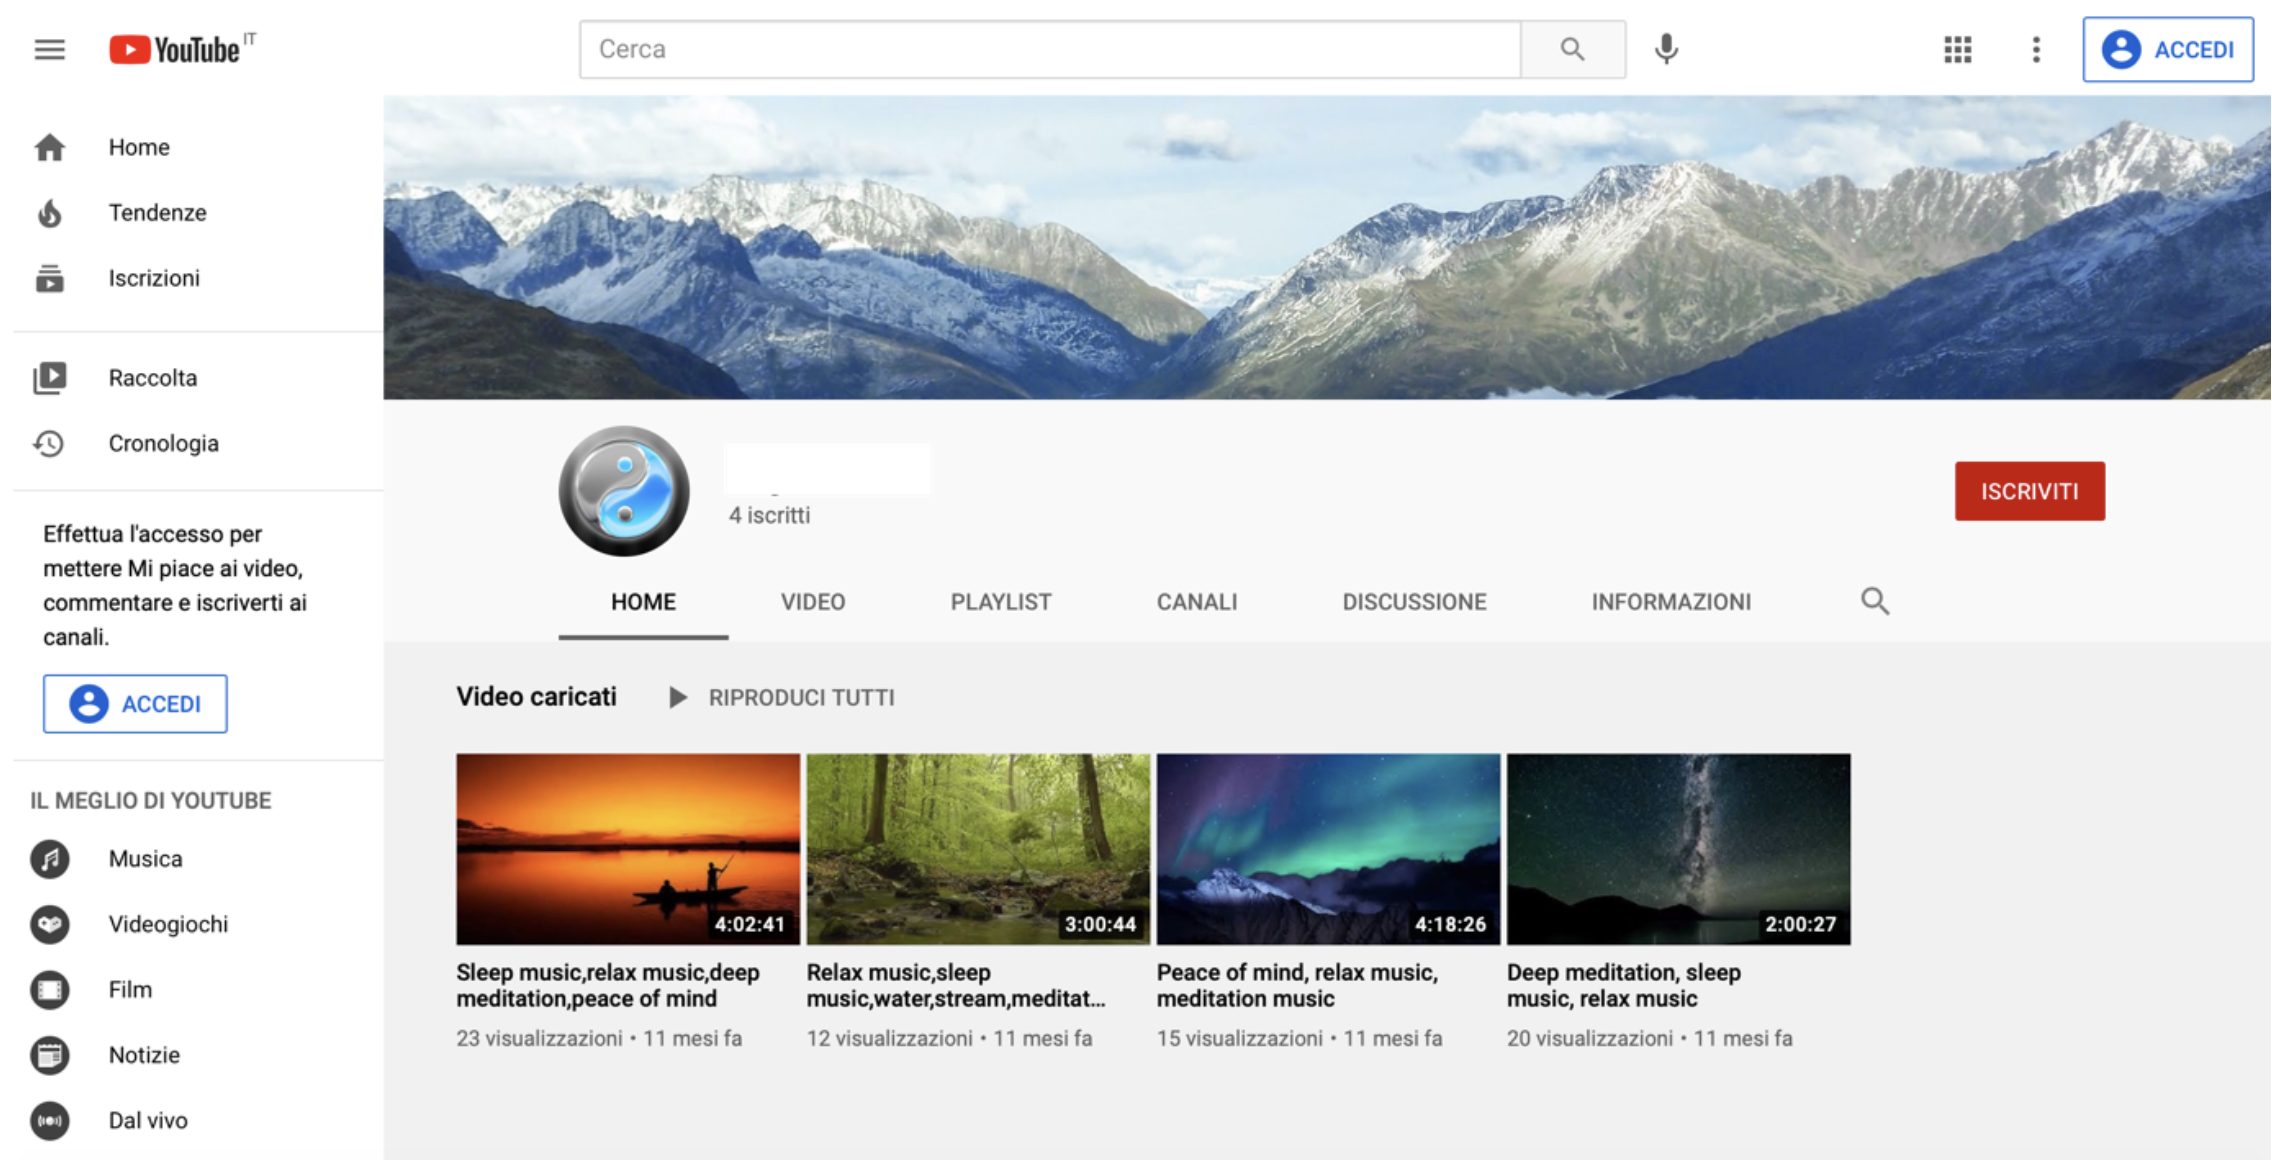 YouTube IT
Cerca
ACCEDI
Home
Tendenze
Iscrizioni
Raccolta
Cronologia
Effettua l'accesso per
mettere Mi piace ai video,
commentare e iscriverti ai
canali.
ACCEDI
IL MEGLIO DI YOUTUBE
Musica
Videogiochi
Film
Notizie
Dal vivo
4 iscritti
ISCRIVITI
HOME VIDEO PLAYLIST CANALI DISCUSSIONE INFORMAZIONI
Video caricati RIPRODUCI TUTTI
4:02:41
Sleep music,relax music,deep
meditation,peace of mind
23 visualizzazioni • 11 mesi fa
3:00:44
Relax music,sleep
music,water,stream,meditat...
12 visualizzazioni • 11 mesi fa
4:18:26
Peace of mind, relax music,
meditation music
15 visualizzazioni • 11 mesi fa
2:00:27
Deep meditation, sleep
music, relax music
20 visualizzazioni • 11 mesi fa